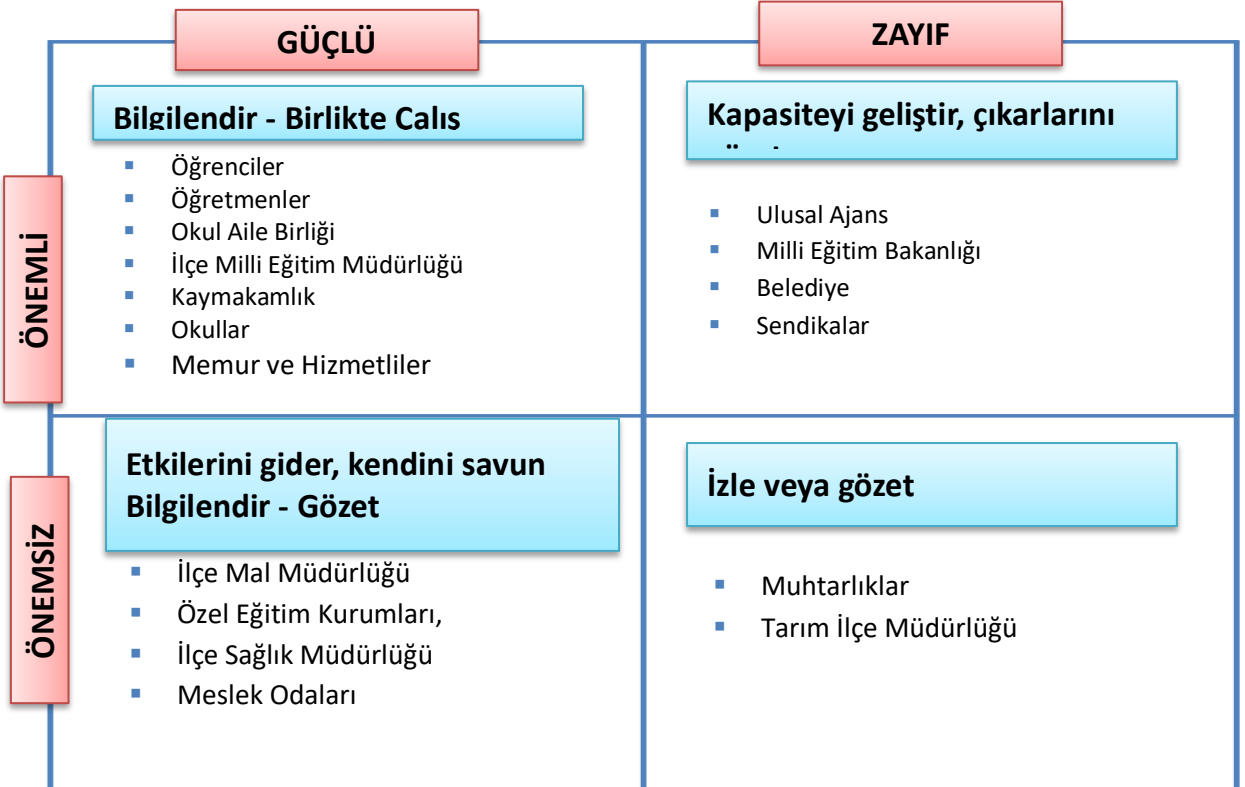 GÜÇLÜ
ZAYIF
ÖNEMLİ
Bilgilendir - Birlikte Calıs
Öğrenciler
Öğretmenler
Okul Aile Birliği
İlçe Milli Eğitim Müdürlüğü
Kaymakamlık
Okullar
Memur ve Hizmetliler
Kapasiteyi geliştir, çıkarlarını
Ulusal Ajans
Milli Eğitim Bakanlığı
Belediye
Sendikalar
ÖNEMSİZ
Etkilerini gider, kendini savun
Bilgilendir - Gözet
İlçe Mal Müdürlüğü
Özel Eğitim Kurumları,
İlçe Sağlık Müdürlüğü
Meslek Odaları
İzle veya gözet
Muhtarlıklar
Tarım İlçe Müdürlüğü